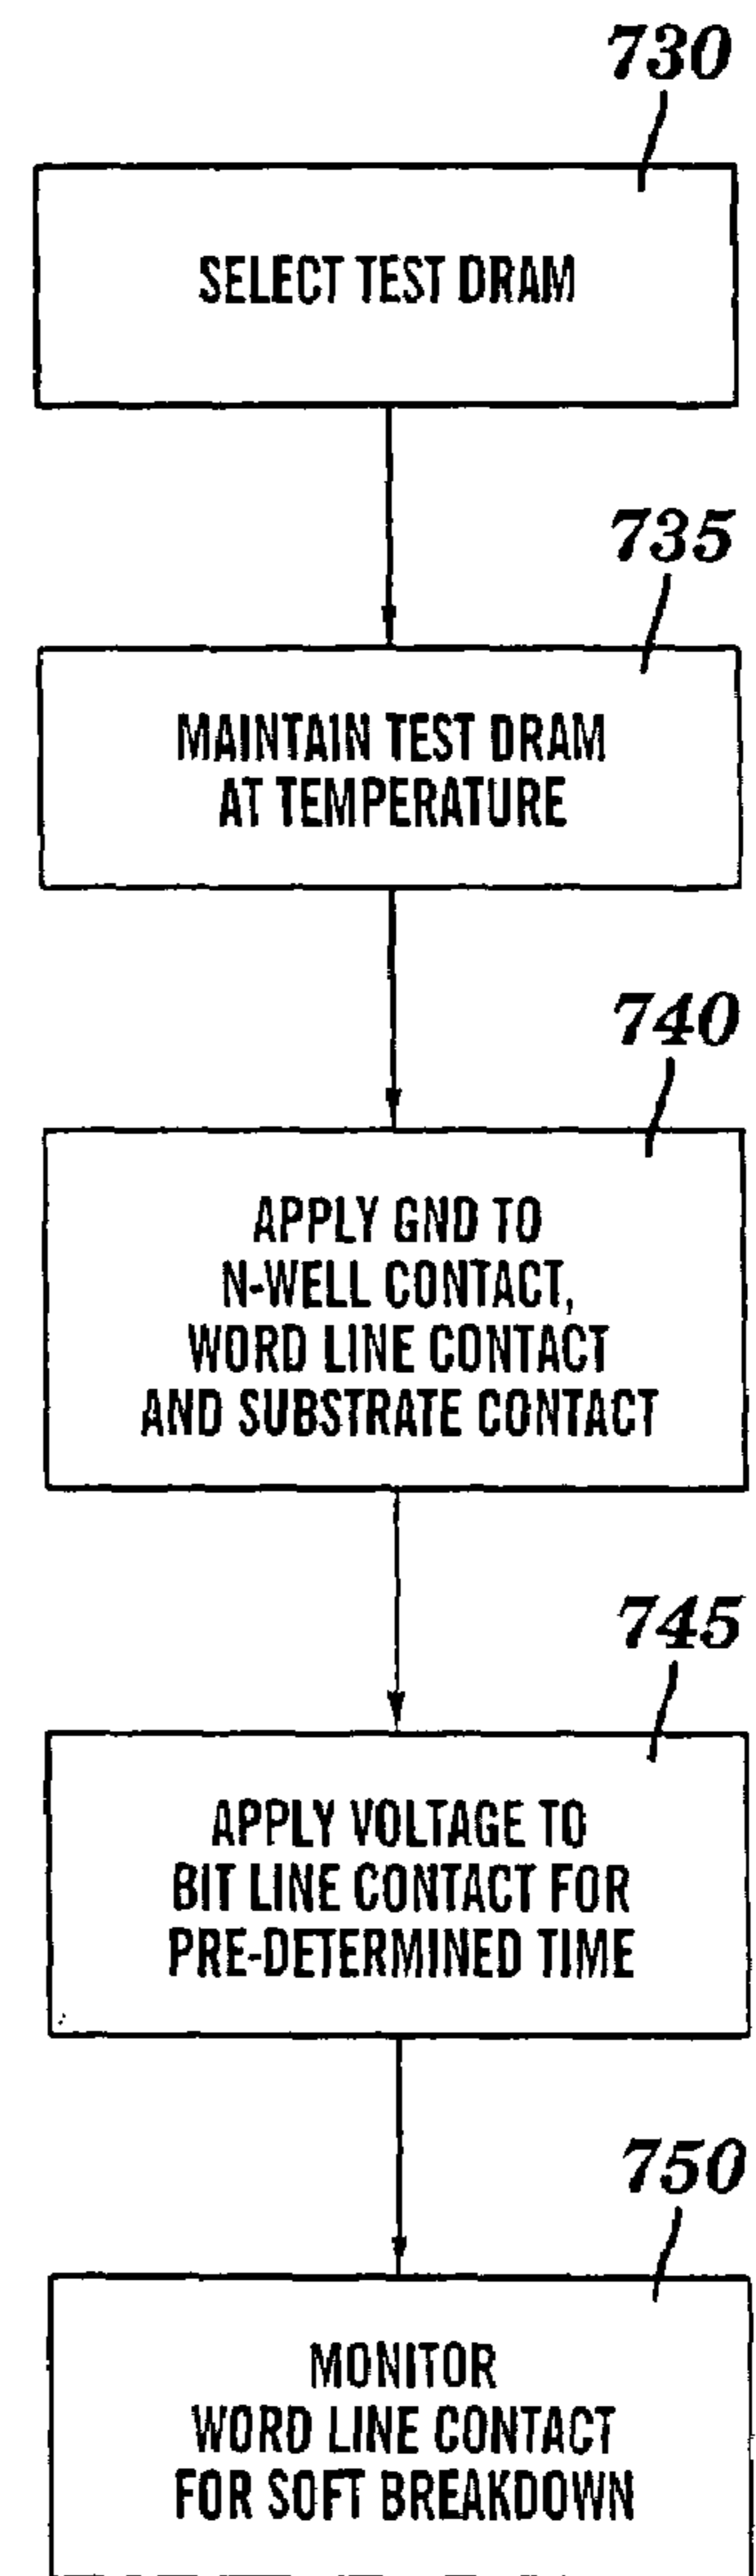 730
SELECT TEST DRAM
735
MAINTAIN TEST DRAM
AT TEMPERATURE
740
APPLY GND TO
N-WELL CONTACT,
WORD LINE CONTACT
AND SUBSTRATE CONTACT
745
APPLY VOLTAGE TO
BIT LINE CONTACT FOR
PRE-DETERMINED TIME
750
MONITOR
WORD LINE CONTACT
FOR SOFT BREAKDOWN